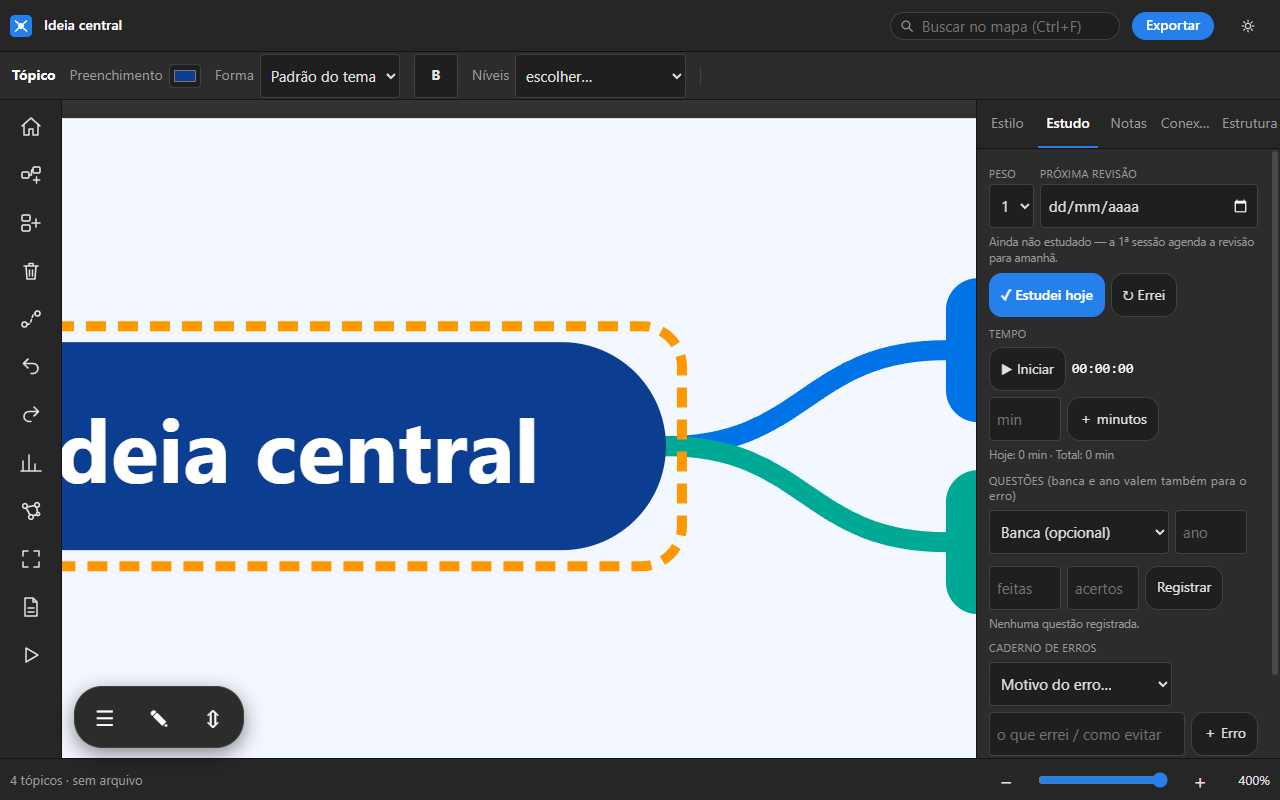 Ideia central
Buscar no mapa (Ctrl+F)
Exportar
Tópico
Preenchimento
Forma
Padrão do tema
B
Níveis
escolher...
Estilo
Estudo
Notas
Conex...
Estrutura
PESO
PRÓXIMA REVISÃO
1
dd/mm/aaaa
Ainda não estudado — a 1ª sessão agenda a revisão
para amanhã.
✓ Estudei hoje
↻ Errei
TEMPO
▶ Iniciar
00:00:00
min
+ minutos
Hoje: 0 min · Total: 0 min
QUESTÕES (banca e ano valem também para o
erro)
Banca (opcional)
ano
feitas
acertos
Registrar
Nenhuma questão registrada.
CADERNO DE ERROS
Motivo do erro...
o que errei / como evitar
+ Erro
deia central
4 tópicos · sem arquivo
− 
+
400%